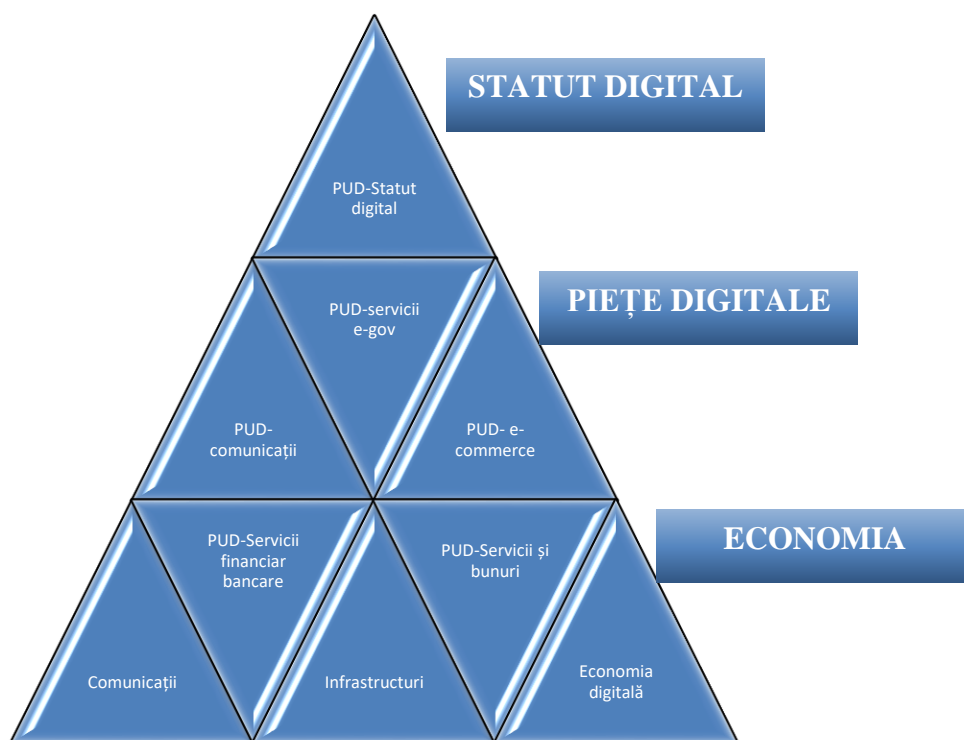 STATUT DIGITAL
PUD-Statut
digital
PIEȚE DIGITALE
PUD-servicii
e-gov
PUD-
comunicații
PUD- e-
commerce
ECONOMIA
PUD-Servicii
financiar
bancare
PUD-Servicii și
bunuri
Comunicații
Infrastructuri
Economia
digitală